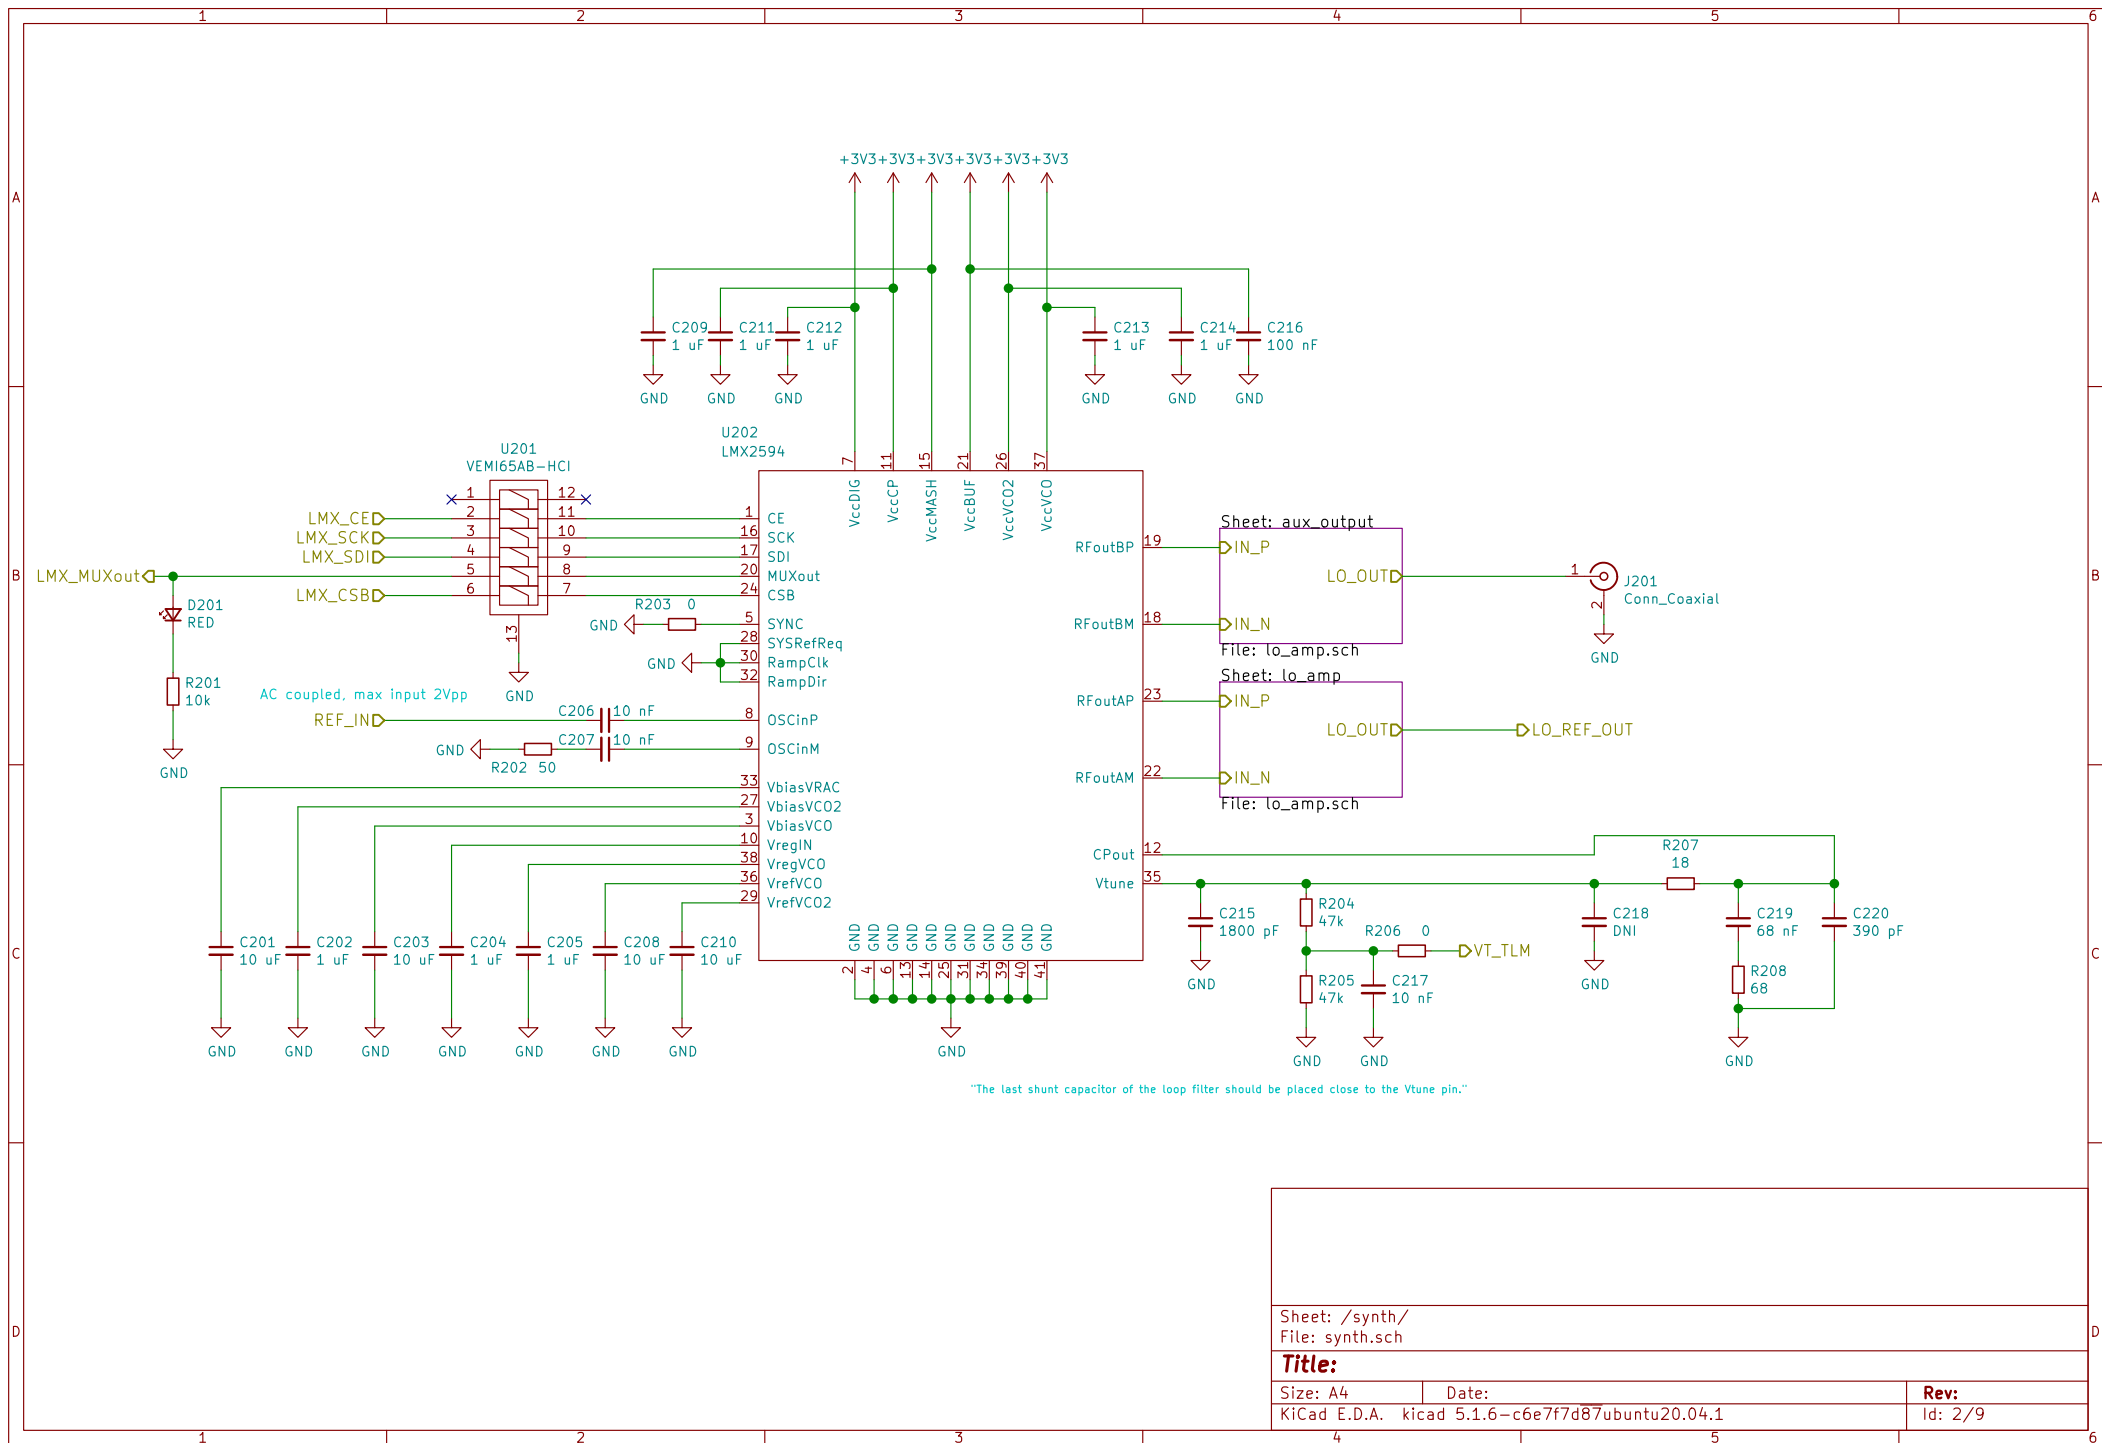 1 2 3 4 5 6
+3V3 +3V3 +3V3 +3V3 +3V3 +3V3
A A
C209 C211 C212 C213 C214 C216
1 uF 1 uF 1 uF 1 uF 1 uF 100 nF
GND GND GND GND GND GND
U202
LMX2594
U201
VEMI65AB-HCI
7 11 15 21 26 37
VccDIG VccCP VccMASH VccBUF VccVCO2 VccVCO
1 12
LMX_CE 2 11 1 CE
LMX_SCK 3 10 16 SCK
LMX_SDI 4 9 17 SDI
LMX_MUXout 5 8 20 MUXout
LMX_CSB 6 7 24 CSB
13
GND
B B
D201
RED
R201
10k
GND
R203 0
GND 5 SYNC
28 SYSRefReq
GND 30 RampClk
32 RampDir
AC coupled, max input 2Vpp
REF_IN C206 10 nF 8 OSCinP
GND C207 10 nF 9 OSCinM
R202 50
33 VbiasVRAC
27 VbiasVCO2
3 VbiasVCO
10 VregIN
38 VregVCO
36 VrefVCO
29 VrefVCO2
Sheet: aux_output
RFoutBP 19 IN_P
LO_OUT 1 J201
Conn_Coaxial
2
GND
RFoutBM 18 IN_N
File: lo_amp.sch
Sheet: lo_amp
RFoutAP 23 IN_P
LO_OUT LO_REF_OUT
RFoutAM 22 IN_N
File: lo_amp.sch
CPout 12
Vtune 35
R207
18
C C
C201 C202 C203 C204 C205 C208 C210
10 uF 1 uF 10 uF 1 uF 1 uF 10 uF 10 uF
GND GND GND GND GND GND GND
GND GND GND GND GND GND GND GND GND GND GND
2 4 6 13 14 25 31 34 39 40 41
GND
C215
1800 pF
GND
R204
47k
R206 0
VT_TLM
R205
47k
GND
C217
10 nF
GND
C218
DNI
GND
C219
68 nF
R208
68
GND
C220
390 pF
"The last shunt capacitor of the loop filter should be placed close to the Vtune pin."
D D
Sheet: /synth/
File: synth.sch
Title:
Size: A4 Date: Rev:
KiCad E.D.A. kicad 5.1.6-c6e7f7d87ubuntu20.04.1 Id: 2/9
1 2 3 4 5 6